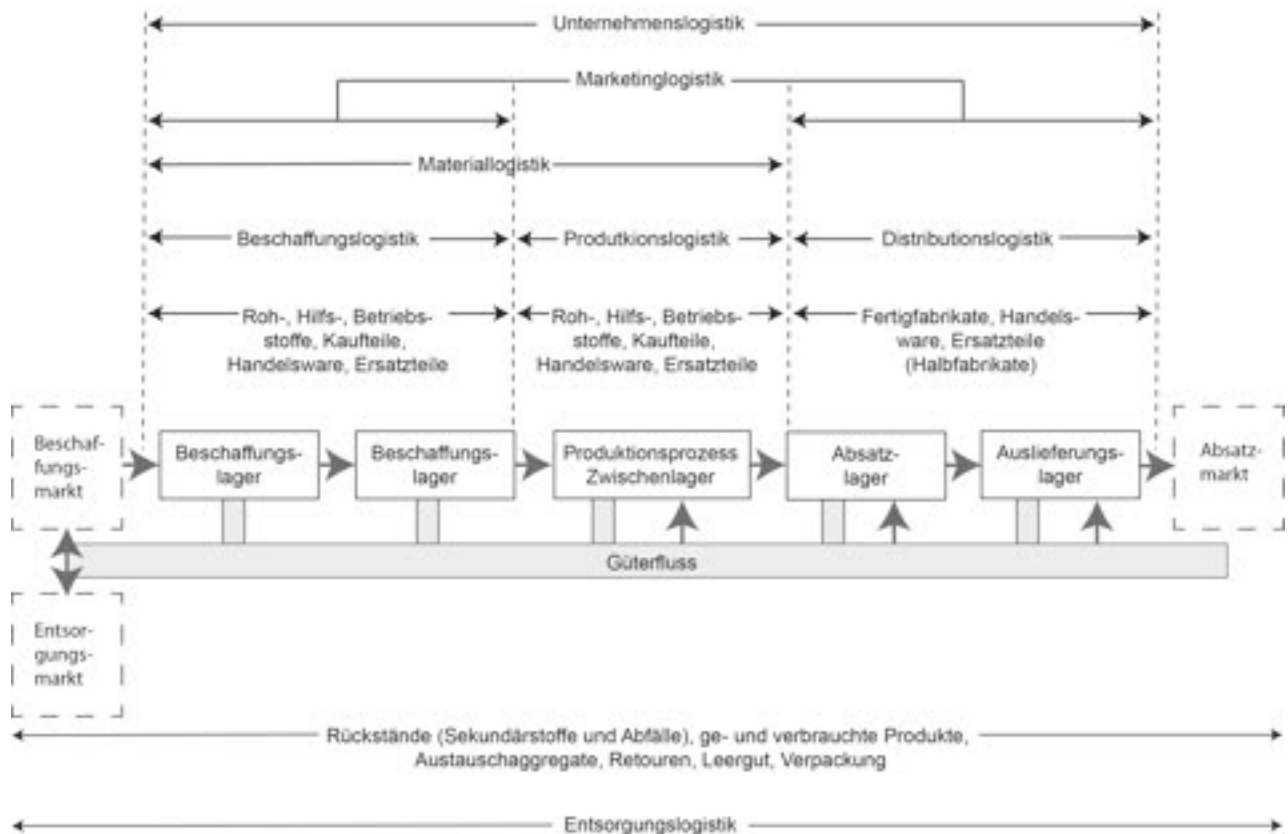 Unternehmenslogistik
Marketinglogistik
Materiallogistik
Beschaffungslogistik
Produtkionslogistik
Distributionslogistik
Roh-, Hilfs-, Betriebs-
stoffe, Kaufteile,
Handelsware, Ersatzteile
Roh-, Hilfs-, Betriebs-
stoffe, Kaufteile,
Handelsware, Ersatzteile
Fertigfabrikate, Handels-
ware, Ersatzteile
(Halbfabrikate)
Beschaf-
fungs-
markt
Beschaffungs-
lager
Beschaffungs-
lager
Produktionsprozess
Zwischenlager
Absatz-
lager
Auslieferungs-
lager
Absatz-
markt
Güterfluss
Entsor-
gungs-
markt
Rückstände (Sekundärstoffe und Abfälle), ge- und verbrauchte Produkte,
Austauschaggregate, Retouren, Leergut, Verpackung
Entsorgungslogistik